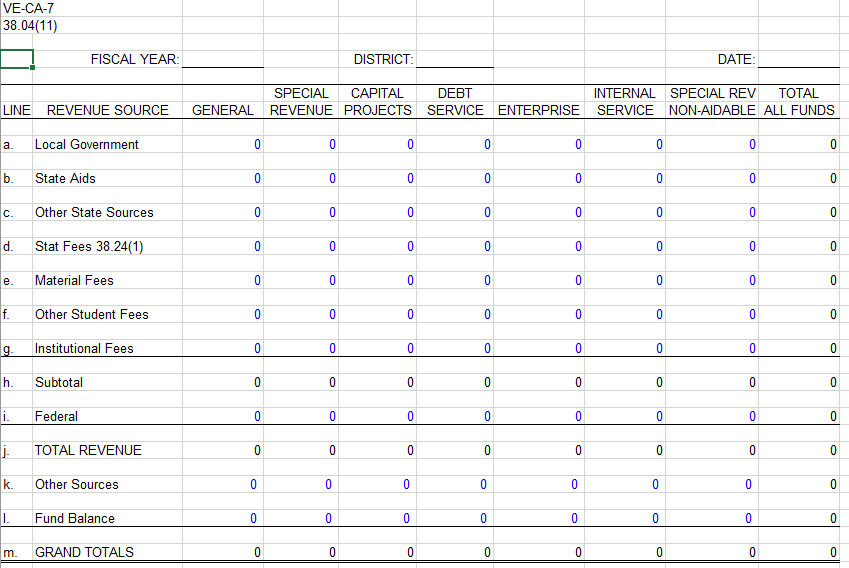 VE-CA-7
38.04(11)
FISCAL YEAR: DISTRICT: DATE:
SPECIAL CAPITAL DEBT INTERNAL SPECIAL REV TOTAL
LINE REVENUE SOURCE GENERAL REVENUE PROJECTS SERVICE ENTERPRISE SERVICE NON-AIDABLE ALL FUNDS
a. Local Government 0 0 0 0 0 0 0 0
b. State Aids 0 0 0 0 0 0 0 0
c. Other State Sources 0 0 0 0 0 0 0 0
d. Stat Fees 38.24(1) 0 0 0 0 0 0 0 0
e. Material Fees 0 0 0 0 0 0 0 0
f. Other Student Fees 0 0 0 0 0 0 0 0
g. Institutional Fees 0 0 0 0 0 0 0 0
h. Subtotal 0 0 0 0 0 0 0 0
i. Federal 0 0 0 0 0 0 0 0
j. TOTAL REVENUE 0 0 0 0 0 0 0 0
k. Other Sources 0 0 0 0 0 0 0 0
l. Fund Balance 0 0 0 0 0 0 0 0
m. GRAND TOTALS 0 0 0 0 0 0 0 0